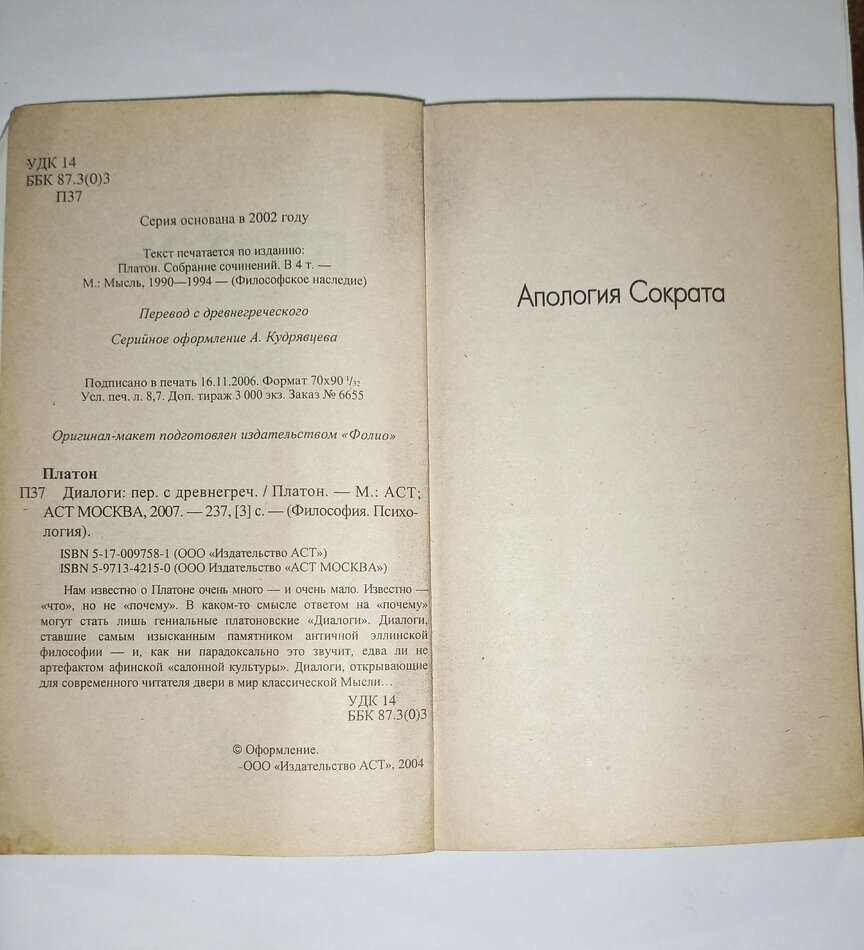 УДК 14
ББК 87.3(0)3
П37
Серия основана в 2002 году
Текст печатается по изданию:
Платон. Собрание сочинений. В 4 т. —
М.: Мысль, 1990—1994 — (Философское наследие)
Перевод с древнегреческого
Серийное оформление А. Кудрявцева
Подписано в печать 16.11.2006. Формат 70х90 1/32
Усл. печ. л. 8,7. Доп. тираж 3 000 экз. Заказ № 6655
Оригинал-макет подготовлен издательством «Фолио»
Платон
П37 Диалоги: пер. с древнегреч. / Платон. — М.: АСТ;
АСТ МОСКВА, 2007. — 237, [3] с. — (Философия. Психо-
логия).
ISBN 5-17-009758-1 (ООО «Издательство АСТ»)
ISBN 5-9713-4215-0 (ООО Издательство «АСТ МОСКВА»)
Нам известно о Платоне очень много — и очень мало. Известно —
«что», но не «почему». В каком-то смысле ответом на «почему»
могут стать лишь гениальные платоновские «Диалоги». Диалоги,
ставшие самым изысканным памятником античной эллинской
философии — и, как ни парадоксально это звучит, едва ли не
артефактом афинской «салонной культуры». Диалоги, открывающие
для современного читателя двери в мир классической Мысли...
УДК 14
ББК 87.3(0)3
© Оформление.
ООО «Издательство АСТ», 2004
Апология Сократа